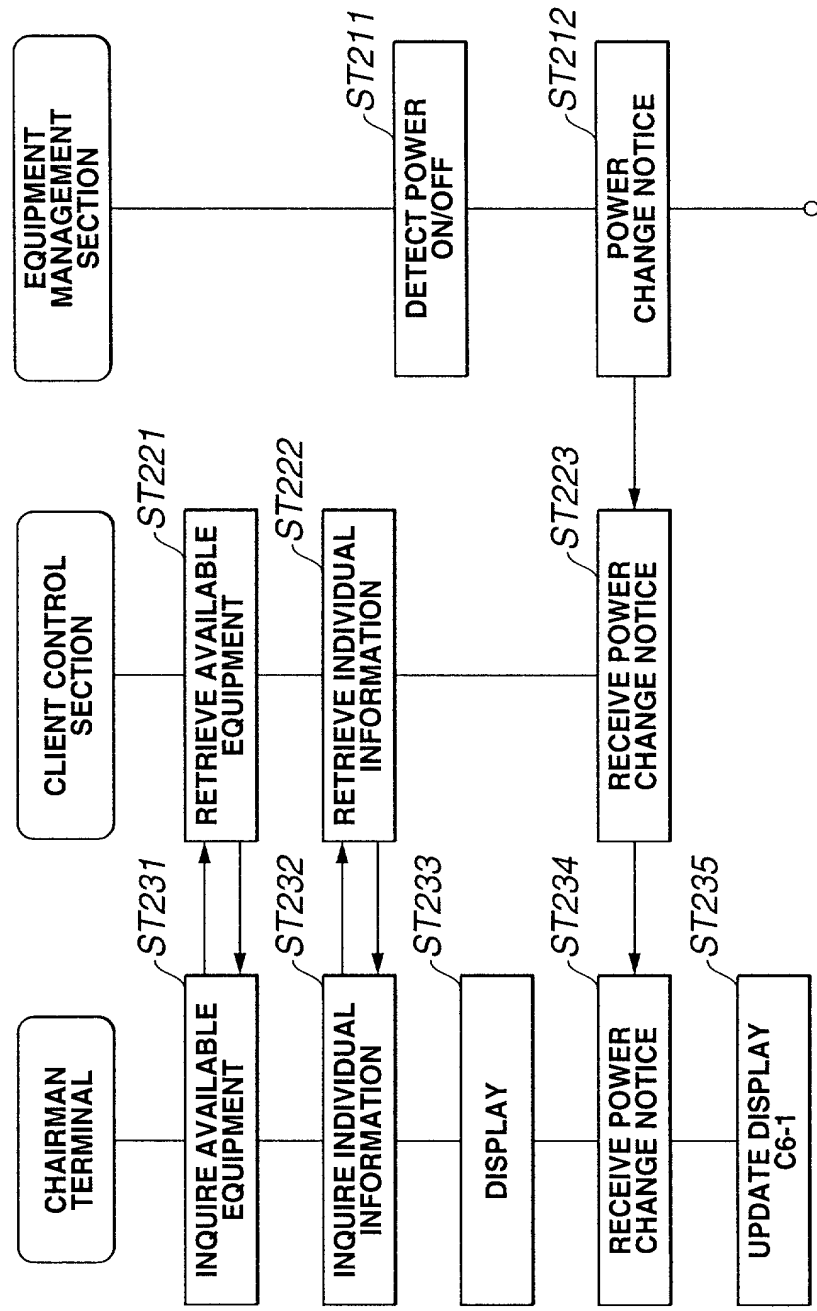 CHAIRMAN
TERMINAL
INQUIRE AVAILABLE
EQUIPMENT
ST231
INQUIRE INDIVIDUAL
INFORMATION
ST232
DISPLAY
ST233
RECEIVE POWER
CHANGE NOTICE
ST234
UPDATE DISPLAY
C6-1
ST235
CLIENT CONTROL
SECTION
RETRIEVE AVAILABLE
EQUIPMENT
ST221
RETRIEVE INDIVIDUAL
INFORMATION
ST222
RECEIVE POWER
CHANGE NOTICE
ST223
EQUIPMENT
MANAGEMENT
SECTION
DETECT POWER
ON/OFF
ST211
POWER
CHANGE NOTICE
ST212